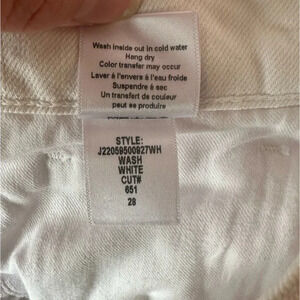 Wash inside out in cold water
Hang dry
Color transfer may occur
Laver à l'envers à l'eau froide
Suspendre à sec
Un transfert de couleur
peut se produire
STYLE:
J22059500927WH
WASH
WHITE
CUT#
651
28